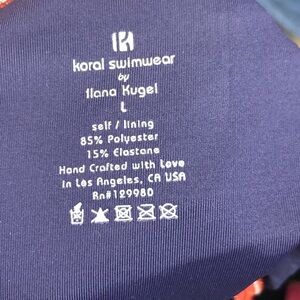 koral swimwear
by
Ilana Kugel
L
self / lining
85% Polyester
15% Elastane
Hand Crafted with Love
in Los Angeles, CA USA
Rn#129980